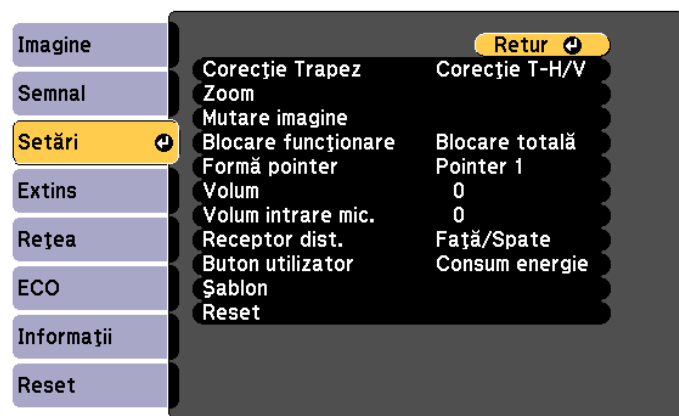 Imagine
Semnal
Setări
Extins
Reţea
ECO
Informaţii
Reset
Retur
Corecţie Trapez Corecţie T-H/V
Zoom
Mutare imagine
Blocare funcţionare Blocare totală
Formă pointer Pointer 1
Volum 0
Volum intrare mic. 0
Receptor dist. Faţă/Spate
Buton utilizator Consum energie
Şablon
Reset